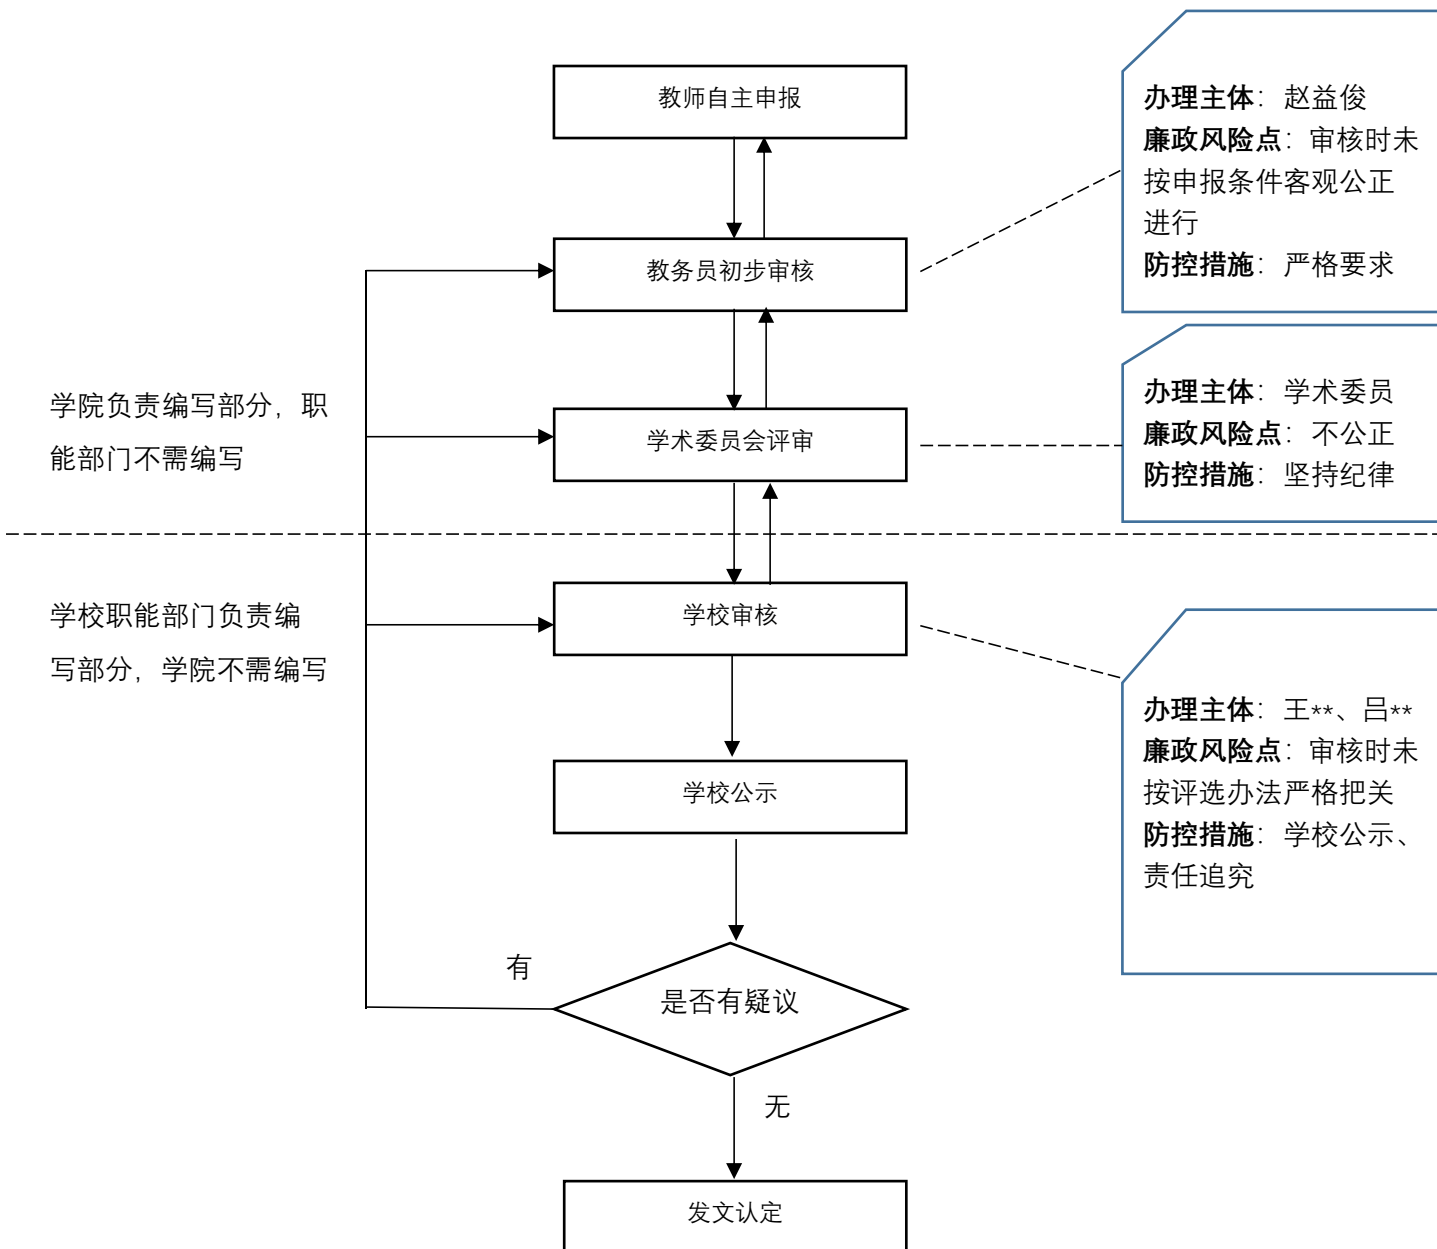 教师自主申报
办理主体：赵益俊
廉政风险点：审核时未
按申报条件客观公正
进行
防控措施：严格要求
教务员初步审核
学院负责编写部分，职
能部门不需编写
学术委员会评审
办理主体：学术委员
廉政风险点：不公正
防控措施：坚持纪律
学校职能部门负责编
写部分，学院不需编写
学校审核
办理主体：王**、吕**
廉政风险点：审核时未
按评选办法严格把关
防控措施：学校公示、
责任追究
学校公示
有
是否有疑议
无
发文认定